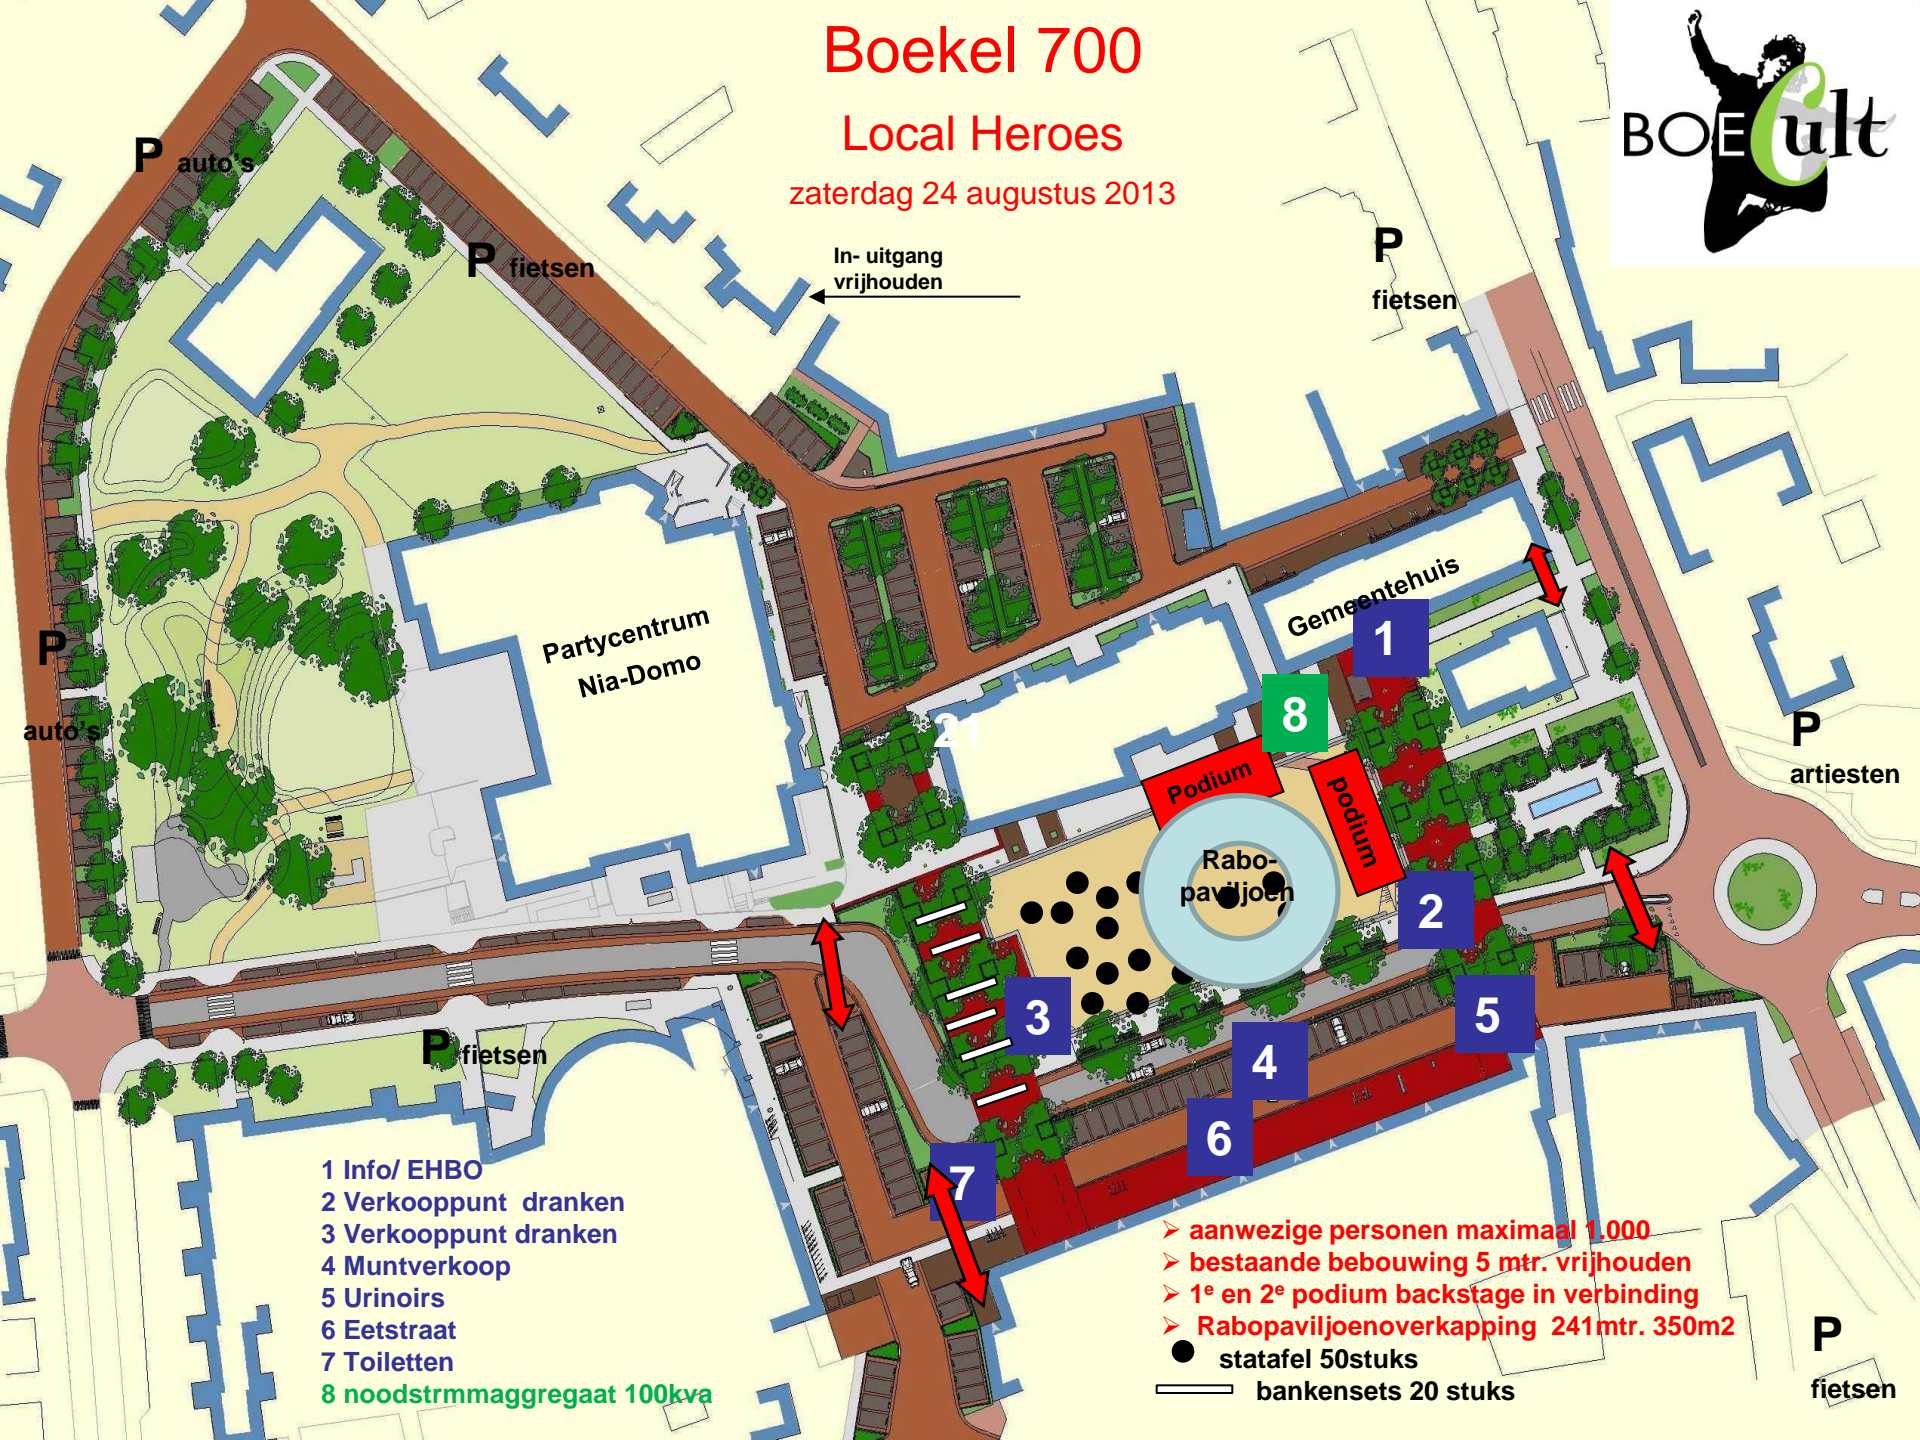 Boekel 700
Local Heroes
zaterdag 24 augustus 2013
BOECult
P auto's
P fietsen
In- uitgang
vrijhouden
P
fietsen
Gemeentehuis
1
Partycentrum
Nia-Domo
P
auto's
21
8
P
artiesten
Podium
podium
Rabo-
paviljoen
2
3
5
P fietsen
4
6
7
1 Info/ EHBO
2 Verkooppunt dranken
3 Verkooppunt dranken
4 Muntverkoop
5 Urinoirs
6 Eetstraat
7 Toiletten
8 noodstrmmaggregaat 100kva
➢ aanwezige personen maximaal 1.000
➢ bestaande bebouwing 5 mtr. vrijhouden
➢ 1e en 2e podium backstage in verbinding
➢ Rabopaviljoenoverkapping 241mtr. 350m2
statafel 50stuks
bankensets 20 stuks
P
fietsen